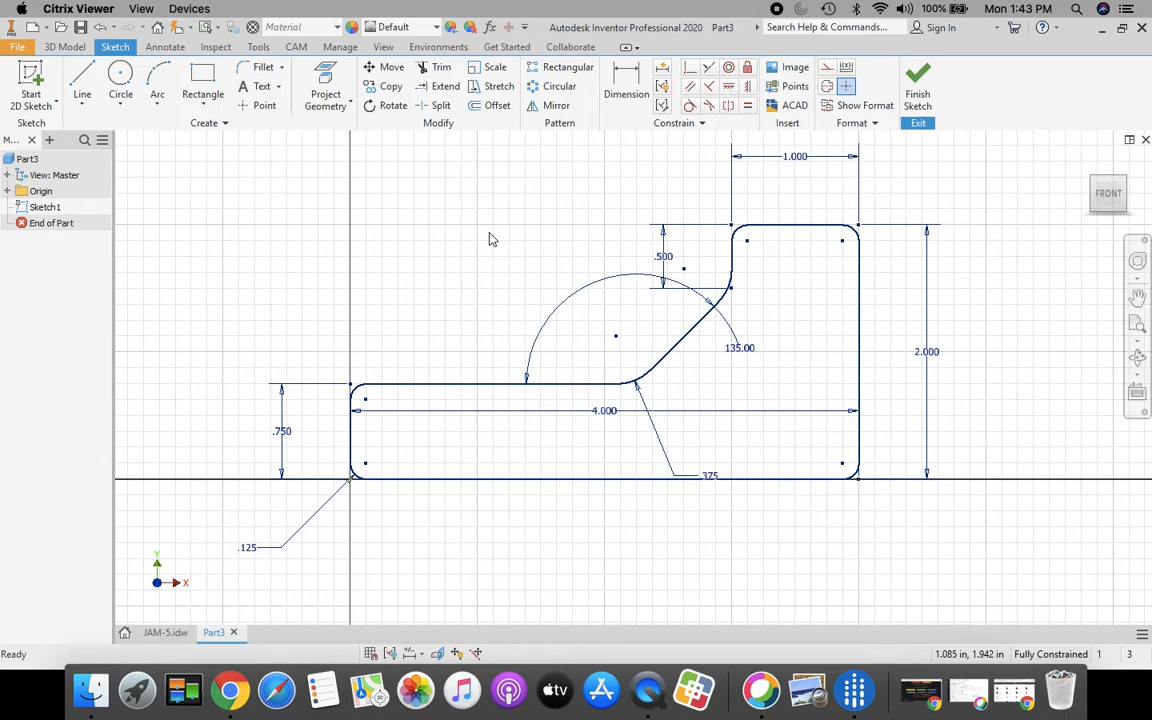 Citrix Viewer View Devices 100% Mon 1:43 PM
Material Default Autodesk Inventor Professional 2020 Part3 Search Help & Commands... Sign In
File 3D Model Sketch Annotate Inspect Tools CAM Manage View Environments Get Started Collaborate
Start 2D Sketch Line Circle Arc Rectangle Fillet Text Point Project Geometry Move Copy Rotate Trim Extend Split Scale Stretch Offset Rectangular Circular Mirror Dimension Image Points ACAD Show Format Finish Sketch
Sketch Create Modify Pattern Constrain Insert Format Exit
M...
Part3
View: Master
Origin
Sketch1
End of Part
FRONT
1.000
.500
135.00
2.000
4.000
.750
.375
.125
Y
X
JAM-5.idw Part3
Ready 1.085 in, 1.942 in Fully Constrained 1 3
tv